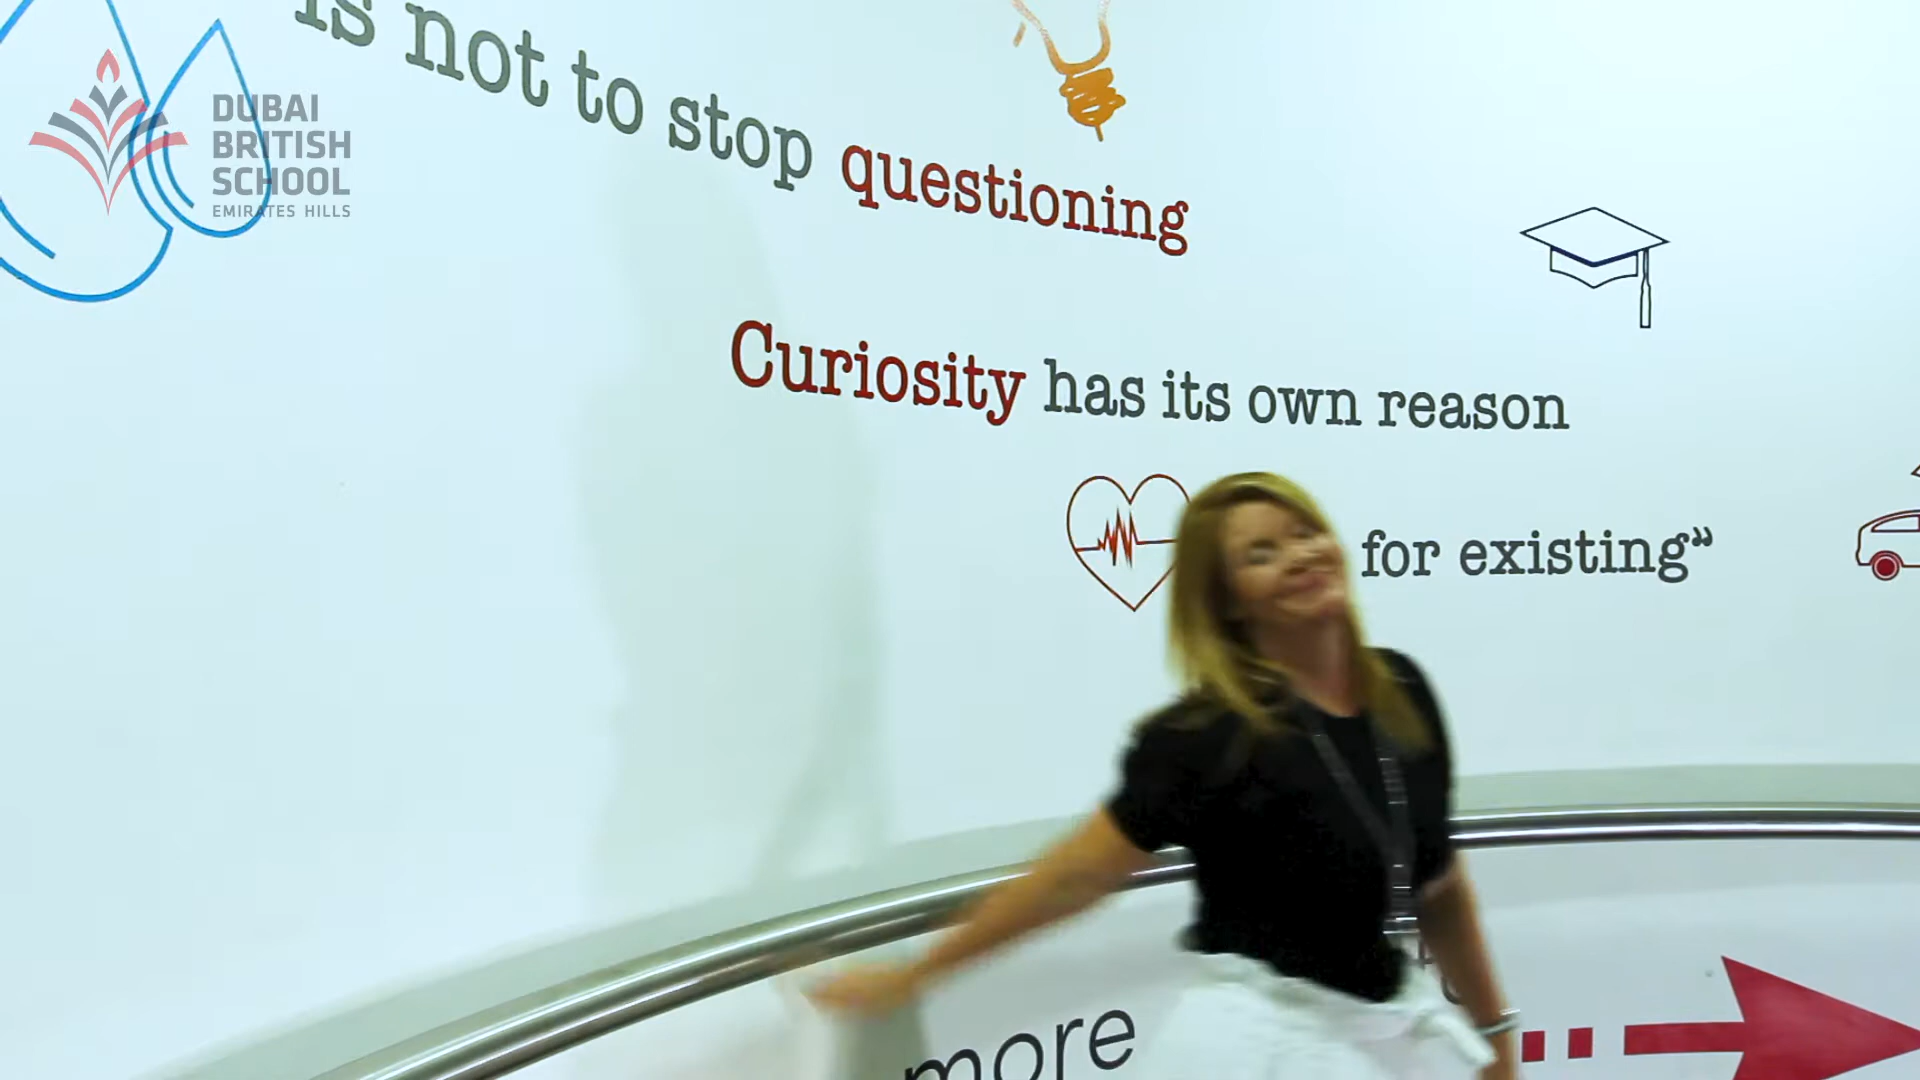 DUBAI
BRITISH
SCHOOL
EMIRATES HILLS
is not to stop questioning
Curiosity has its own reason
for existing”
more